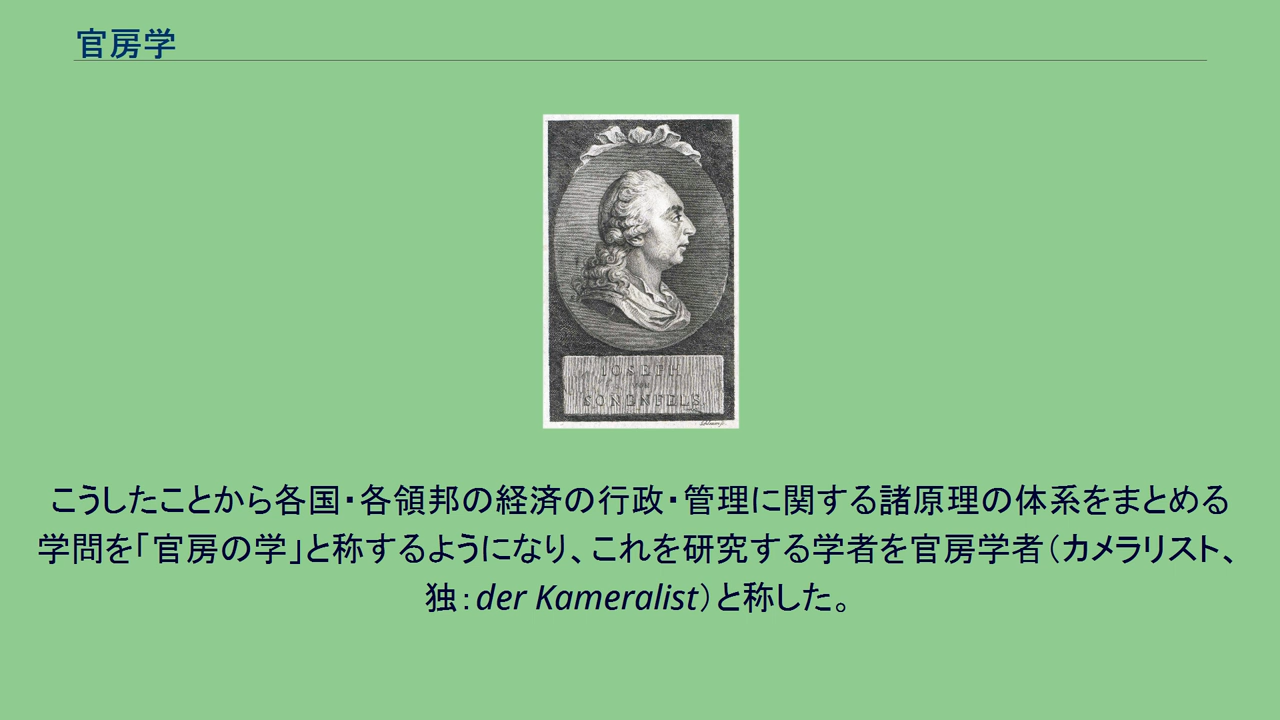 官房学
JOSEPH
VON
SONENFELS
こうしたことから各国・各領邦の経済の行政・管理に関する諸原理の体系をまとめる
学問を「官房の学」と称するようになり、これを研究する学者を官房学者（カメラリスト、
独：der Kameralist）と称した。